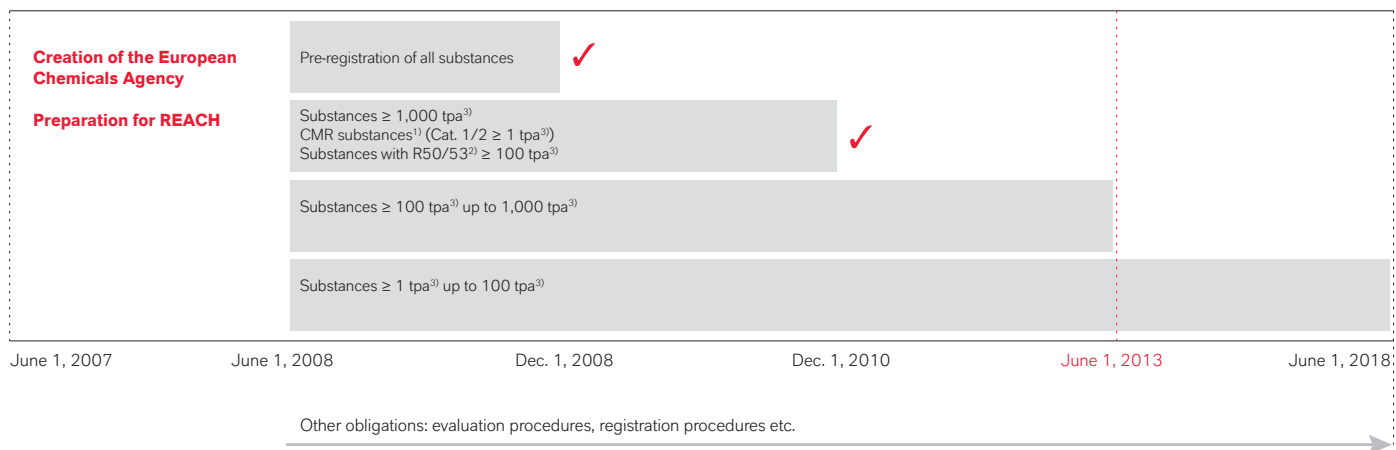 Creation of the European
Chemicals Agency
Preparation for REACH
Pre-registration of all substances
✓
Substances ≥ 1,000 tpa³⁾
CMR substances¹⁾ (Cat. 1/2 ≥ 1 tpa³⁾)
Substances with R50/53²⁾ ≥ 100 tpa³⁾
✓
Substances ≥ 100 tpa³⁾ up to 1,000 tpa³⁾
Substances ≥ 1 tpa³⁾ up to 100 tpa³⁾
June 1, 2007 June 1, 2008 Dec. 1, 2008 Dec. 1, 2010 June 1, 2013 June 1, 2018
Other obligations: evaluation procedures, registration procedures etc.